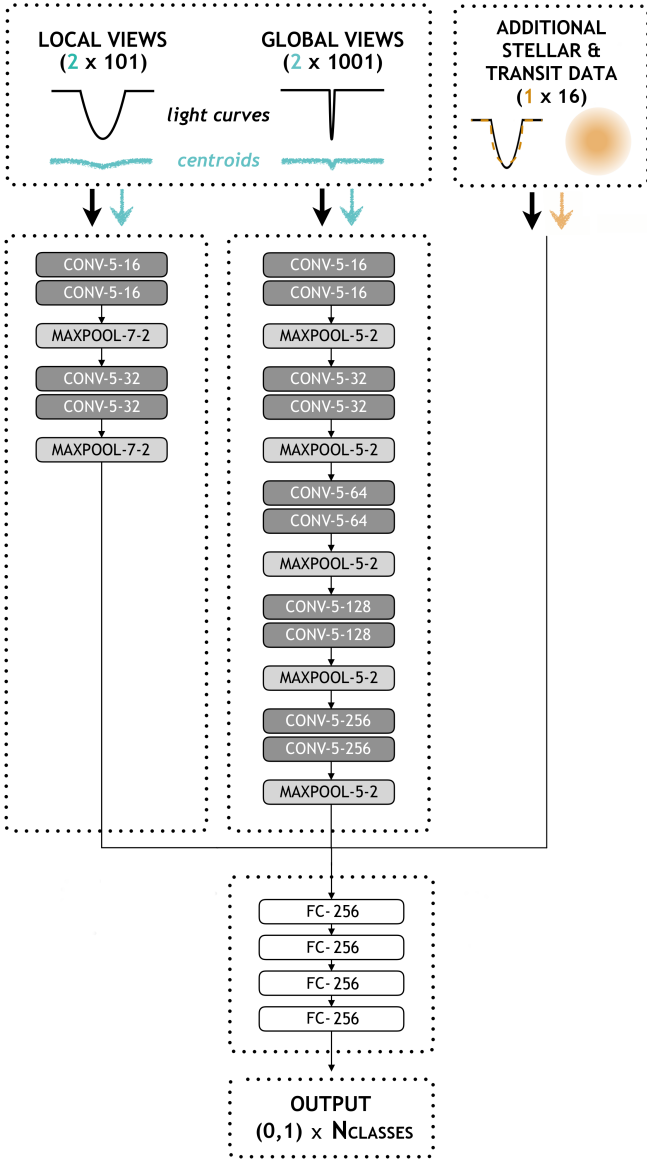 LOCAL VIEWS
(2 x 101)
GLOBAL VIEWS
(2 x 1001)
light curves
centroids
ADDITIONAL
STELLAR &
TRANSIT DATA
(1 x 16)
CONV-5-16
CONV-5-16
MAXPOOL-7-2
CONV-5-32
CONV-5-32
MAXPOOL-7-2
CONV-5-16
CONV-5-16
MAXPOOL-5-2
CONV-5-32
CONV-5-32
MAXPOOL-5-2
CONV-5-64
CONV-5-64
MAXPOOL-5-2
CONV-5-128
CONV-5-128
MAXPOOL-5-2
CONV-5-256
CONV-5-256
MAXPOOL-5-2
FC-256
FC-256
FC-256
FC-256
OUTPUT
(0,1) x NCLASSES